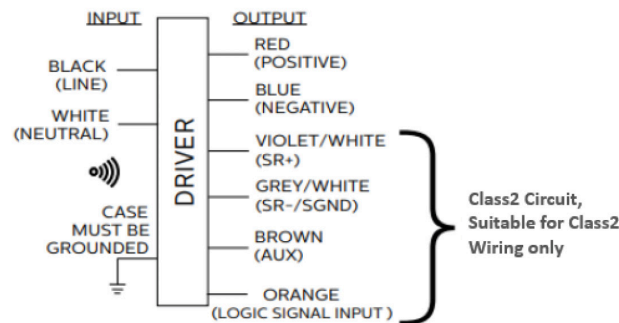 INPUT
OUTPUT
BLACK
(LINE)
WHITE
(NEUTRAL)
CASE
MUST BE
GROUNDED
DRIVER
RED
(POSITIVE)
BLUE
(NEGATIVE)
VIOLET/WHITE
(SR+)
GREY/WHITE
(SR-/SGND)
BROWN
(AUX)
ORANGE
(LOGIC SIGNAL INPUT )
Class2 Circuit,
Suitable for Class2
Wiring only